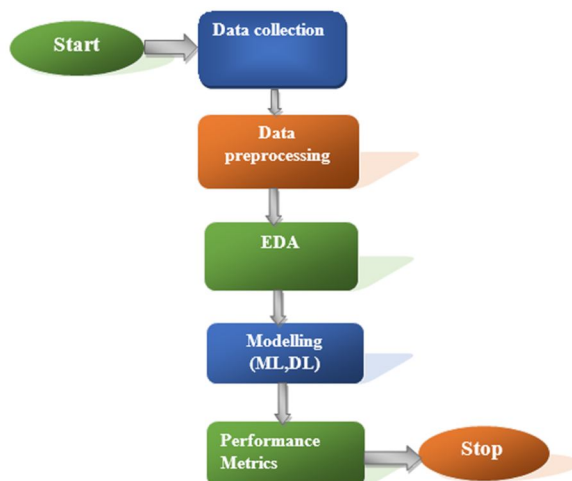 Start
Data collection
Data
preprocessing
EDA
Modelling
(ML,DL)
Performance
Metrics
Stop